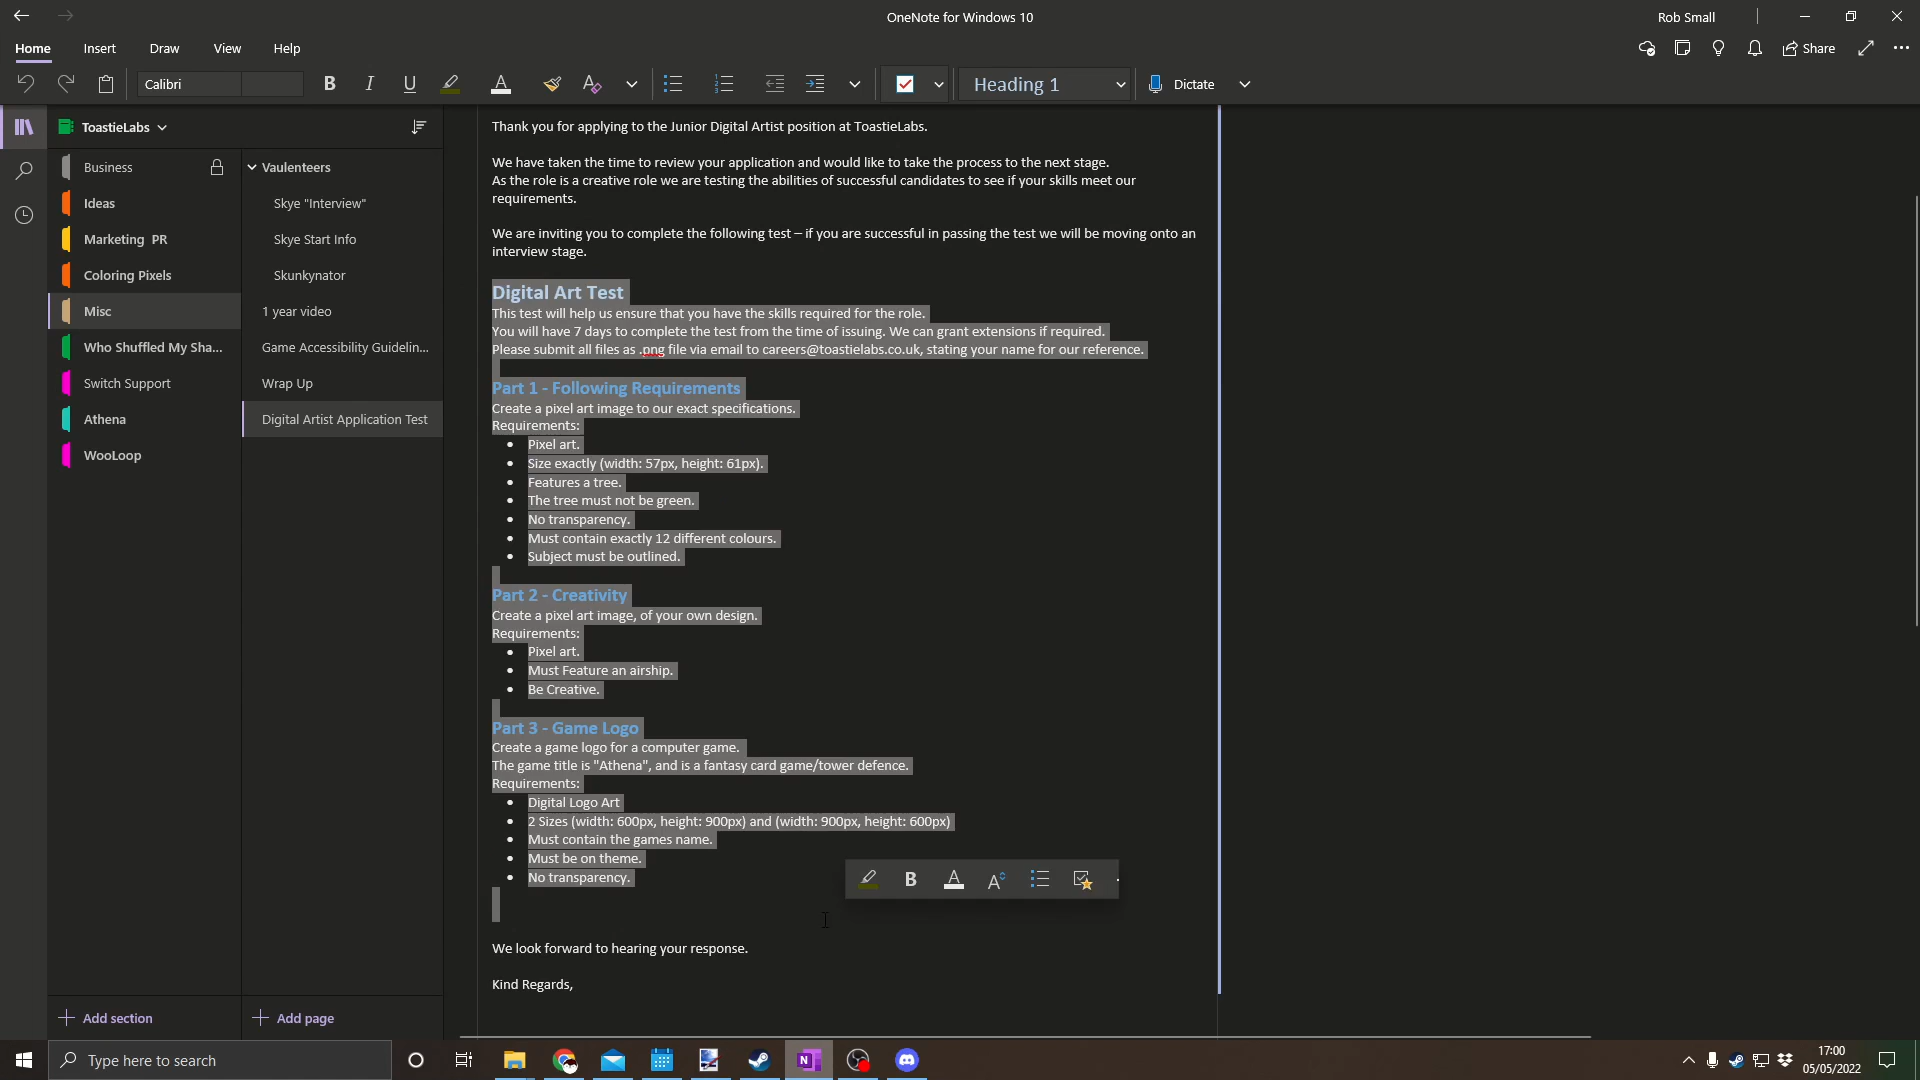 OneNote for Windows 10
Rob Small
Home
Insert
Draw
View
Help
Share
Calibri
B
I
U
A
Heading 1
Dictate
ToastieLabs
Business
Ideas
Marketing PR
Coloring Pixels
Misc
Who Shuffled My Sha...
Switch Support
Athena
WooLoop
Add section
Vaulenteers
Skye "Interview"
Skye Start Info
Skunkynator
1 year video
Game Accessibility Guidelin...
Wrap Up
Digital Artist Application Test
Add page
Thank you for applying to the Junior Digital Artist position at ToastieLabs.
We have taken the time to review your application and would like to take the process to the next stage.
As the role is a creative role we are testing the abilities of successful candidates to see if your skills meet our
requirements.
We are inviting you to complete the following test – if you are successful in passing the test we will be moving onto an
interview stage.
Digital Art Test
This test will help us ensure that you have the skills required for the role.
You will have 7 days to complete the test from the time of issuing. We can grant extensions if required.
Please submit all files as .png file via email to careers@toastielabs.co.uk, stating your name for our reference.
Part 1 - Following Requirements
Create a pixel art image to our exact specifications.
Requirements:
• Pixel art.
• Size exactly (width: 57px, height: 61px).
• Features a tree.
• The tree must not be green.
• No transparency.
• Must contain exactly 12 different colours.
• Subject must be outlined.
Part 2 - Creativity
Create a pixel art image, of your own design.
Requirements:
• Pixel art.
• Must Feature an airship.
• Be Creative.
Part 3 - Game Logo
Create a game logo for a computer game.
The game title is "Athena", and is a fantasy card game/tower defence.
Requirements:
• Digital Logo Art
• 2 Sizes (width: 600px, height: 900px) and (width: 900px, height: 600px)
• Must contain the games name.
• Must be on theme.
• No transparency.
B
A
A
We look forward to hearing your response.
Kind Regards,
Type here to search
N
17:00
05/05/2022